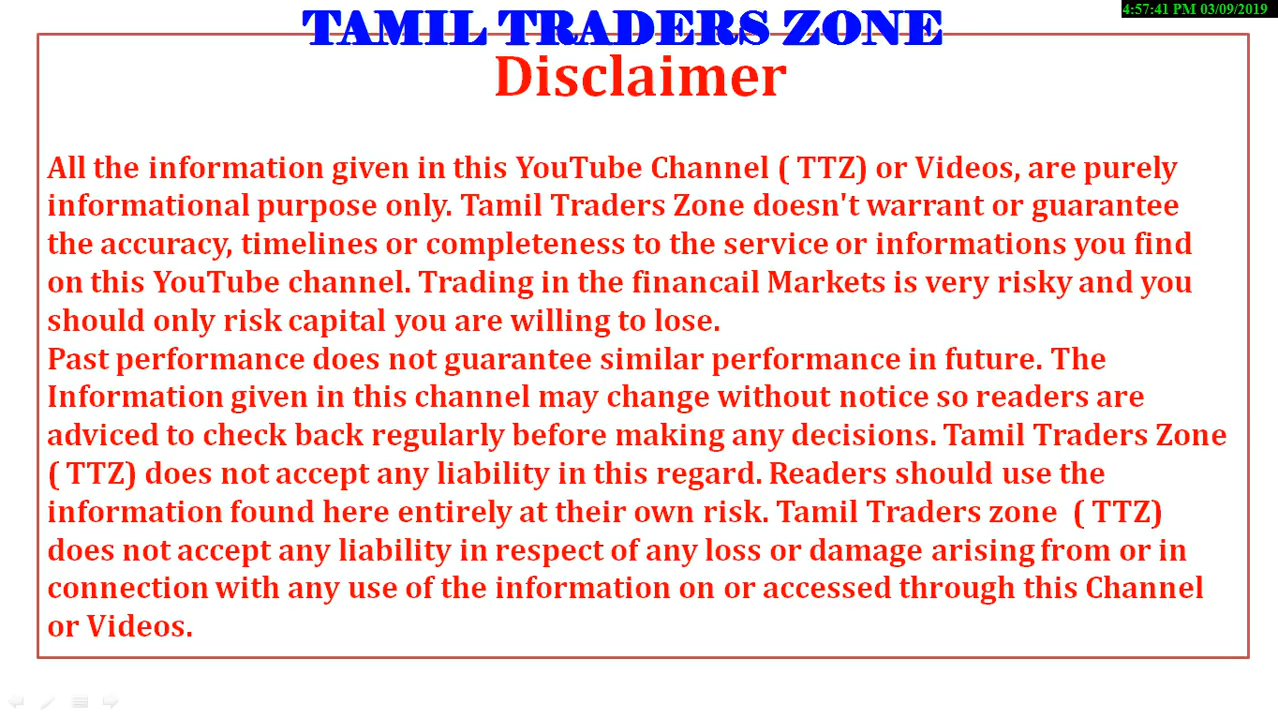 4:57:41 PM 03/09/2019
TAMIL TRADERS ZONE
Disclaimer
All the information given in this YouTube Channel ( TTZ) or Videos, are purely
informational purpose only. Tamil Traders Zone doesn't warrant or guarantee
the accuracy, timelines or completeness to the service or informations you find
on this YouTube channel. Trading in the financail Markets is very risky and you
should only risk capital you are willing to lose.
Past performance does not guarantee similar performance in future. The
Information given in this channel may change without notice so readers are
adviced to check back regularly before making any decisions. Tamil Traders Zone
( TTZ) does not accept any liability in this regard. Readers should use the
information found here entirely at their own risk. Tamil Traders zone  ( TTZ)
does not accept any liability in respect of any loss or damage arising from or in
connection with any use of the information on or accessed through this Channel
or Videos.